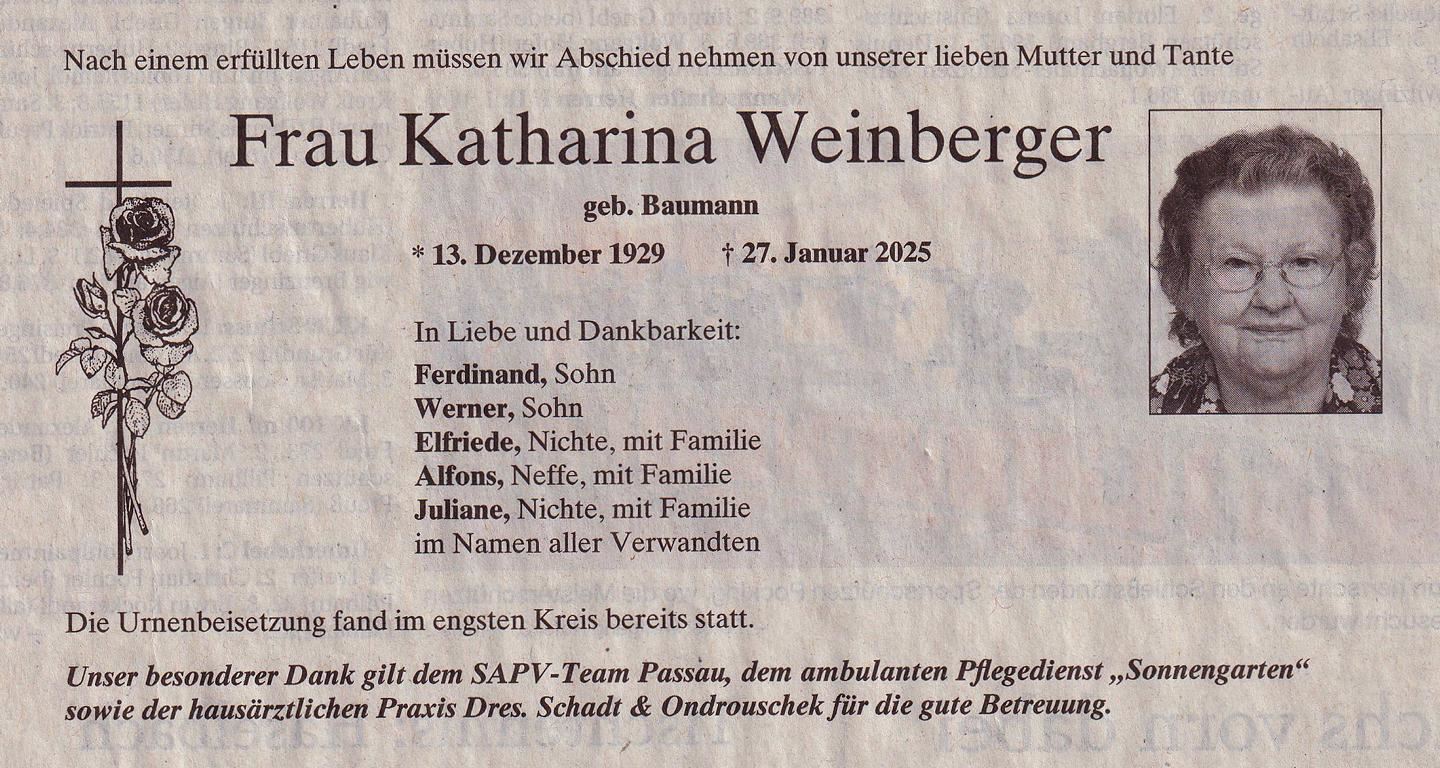 Nach einem erfüllten Leben müssen wir Abschied nehmen von unserer lieben Mutter und Tante
Frau Katharina Weinberger
geb. Baumann
* 13. Dezember 1929 † 27. Januar 2025
In Liebe und Dankbarkeit:
Ferdinand, Sohn
Werner, Sohn
Elfriede, Nichte, mit Familie
Alfons, Neffe, mit Familie
Juliane, Nichte, mit Familie
im Namen aller Verwandten
Die Urnenbeisetzung fand im engsten Kreis bereits statt.
Unser besonderer Dank gilt dem SAPV-Team Passau, dem ambulanten Pflegedienst „Sonnengarten“
sowie der hausärztlichen Praxis Dres. Schadt & Ondrouschek für die gute Betreuung.